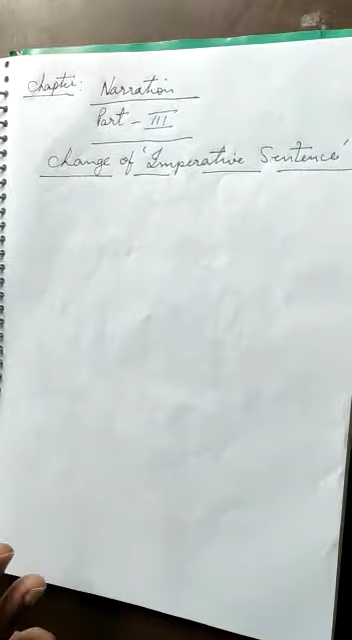 Chapter: Narration
Part - III
Change of 'Imperative Sentence'